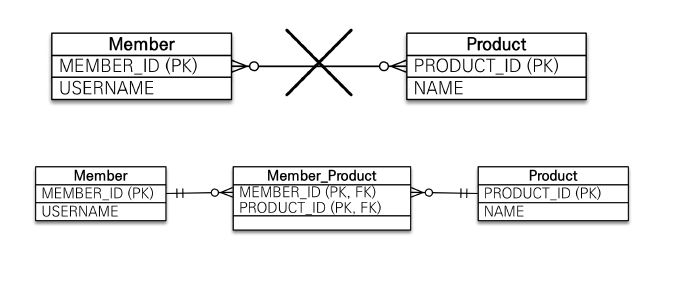 Member
MEMBER_ID (PK)
USERNAME
Product
PRODUCT_ID (PK)
NAME
Member
MEMBER_ID (PK)
USERNAME
Member_Product
MEMBER_ID (PK, FK)
PRODUCT_ID (PK, FK)
Product
PRODUCT_ID (PK)
NAME